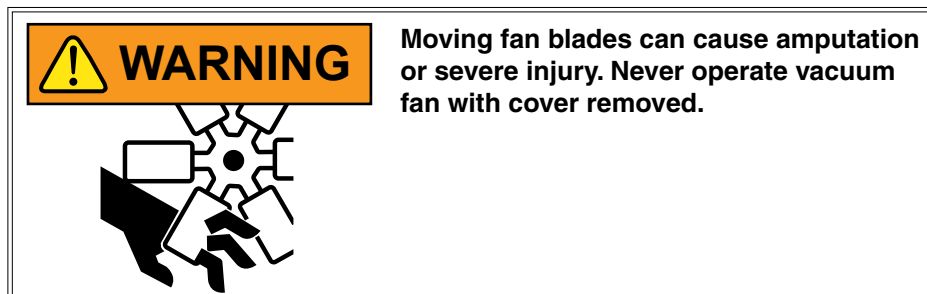 WARNING
Moving fan blades can cause amputation
or severe injury. Never operate vacuum
fan with cover removed.